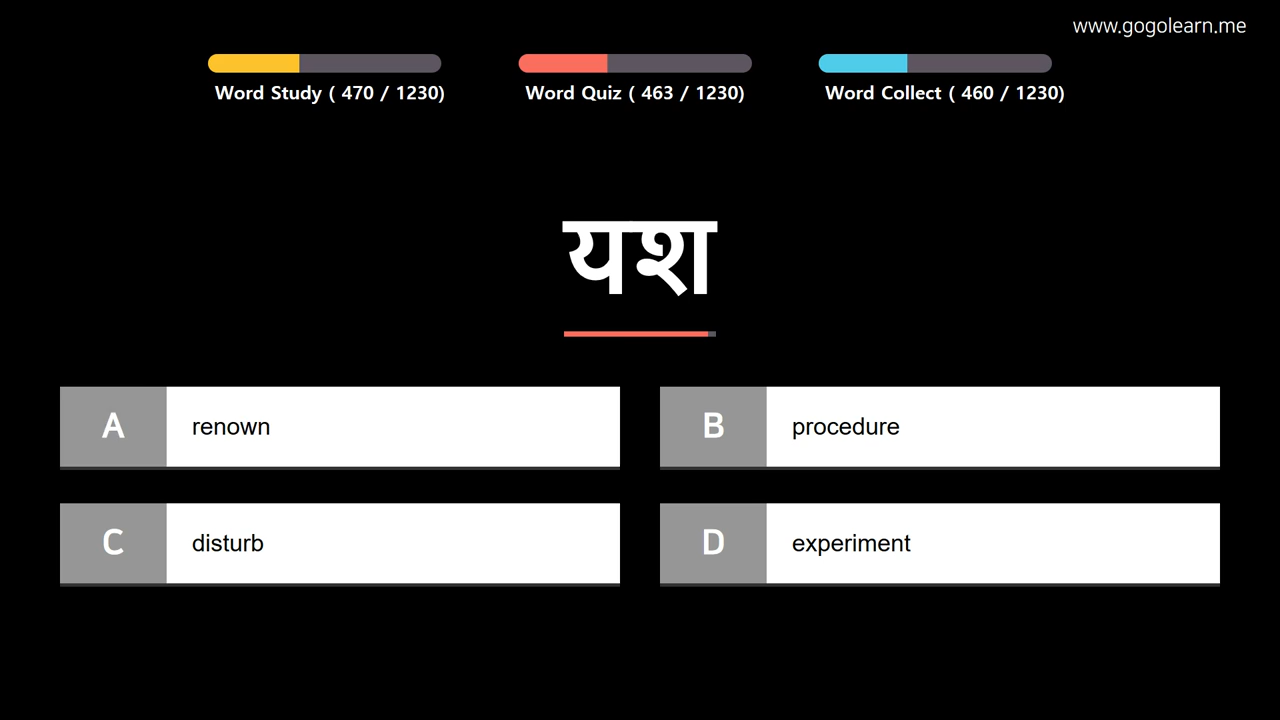 www.gogolearn.me
Word Study ( 470 / 1230)
Word Quiz ( 463 / 1230)
Word Collect ( 460 / 1230)
यश
A renown
B procedure
C disturb
D experiment